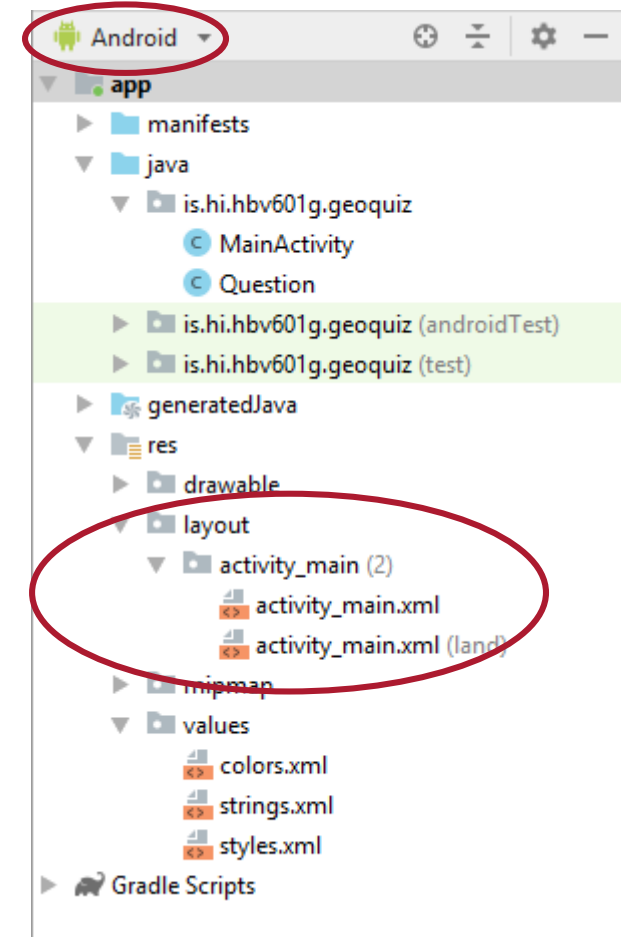 Android
app
manifests
java
is.hi.hbv601g.geoquiz
C MainActivity
C Question
is.hi.hbv601g.geoquiz (androidTest)
is.hi.hbv601g.geoquiz (test)
generatedJava
res
drawable
layout
activity_main (2)
activity_main.xml
activity_main.xml (land)
mipmap
values
colors.xml
strings.xml
styles.xml
Gradle Scripts